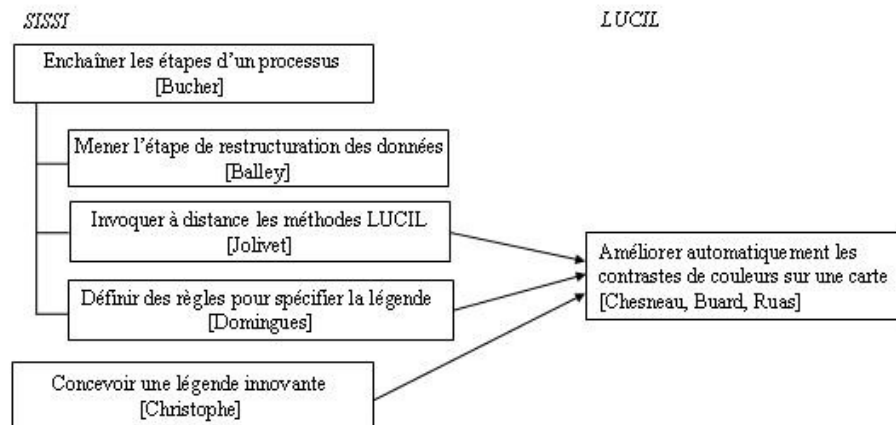 SISSI
LUCIL
Enchaîner les étapes d'un processus
[Bucher]
Mener l'étape de restructuration des données
[Balley]
Invoquer à distance les méthodes LUCIL
[Jolivet]
Définir des règles pour spécifier la légende
[Domingues]
Concevoir une légende innovante
[Christophe]
Améliorer automatiquement les
contrastes de couleurs sur une carte
[Chesneau, Buard, Ruas]